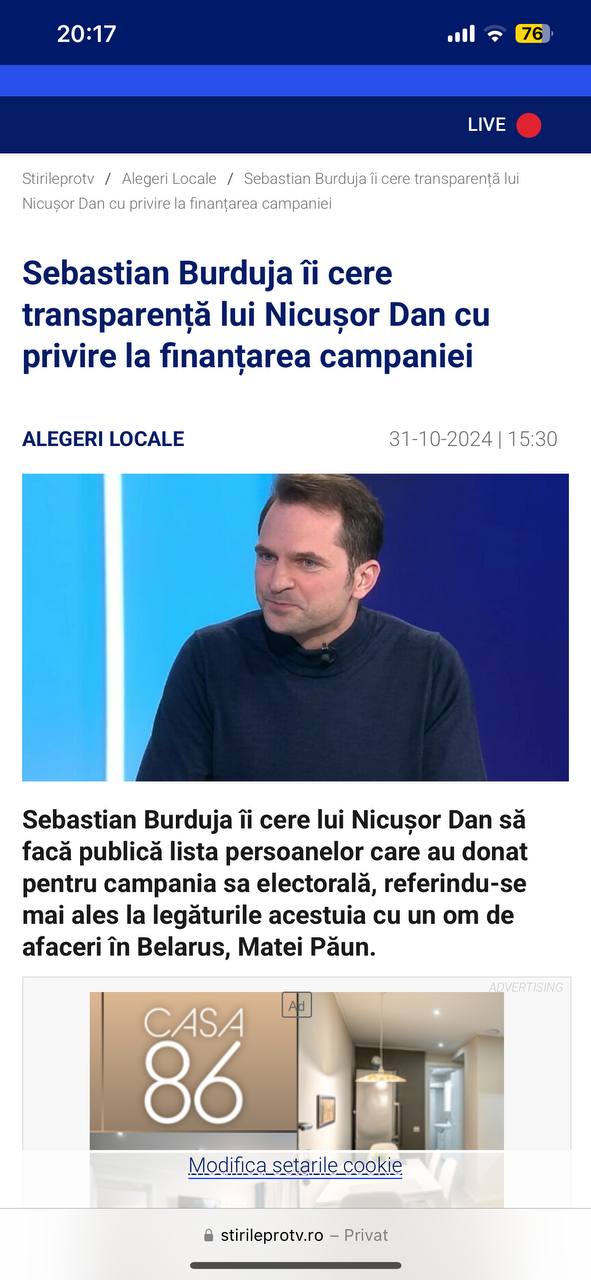 20:17
76
LIVE
Stirileprotv / Alegeri Locale / Sebastian Burduja îi cere transparență lui
Nicușor Dan cu privire la finanțarea campaniei
Sebastian Burduja îi cere
transparență lui Nicușor Dan cu
privire la finanțarea campaniei
ALEGERI LOCALE
31-10-2024 | 15:30
Sebastian Burduja îi cere lui Nicușor Dan să
facă publică lista persoanelor care au donat
pentru campania sa electorală, referindu-se
mai ales la legăturile acestuia cu un om de
afaceri în Belarus, Matei Păun.
ADVERTISING
Ad
CASA
86
Modifica setarile cookie
stirileprotv.ro – Privat